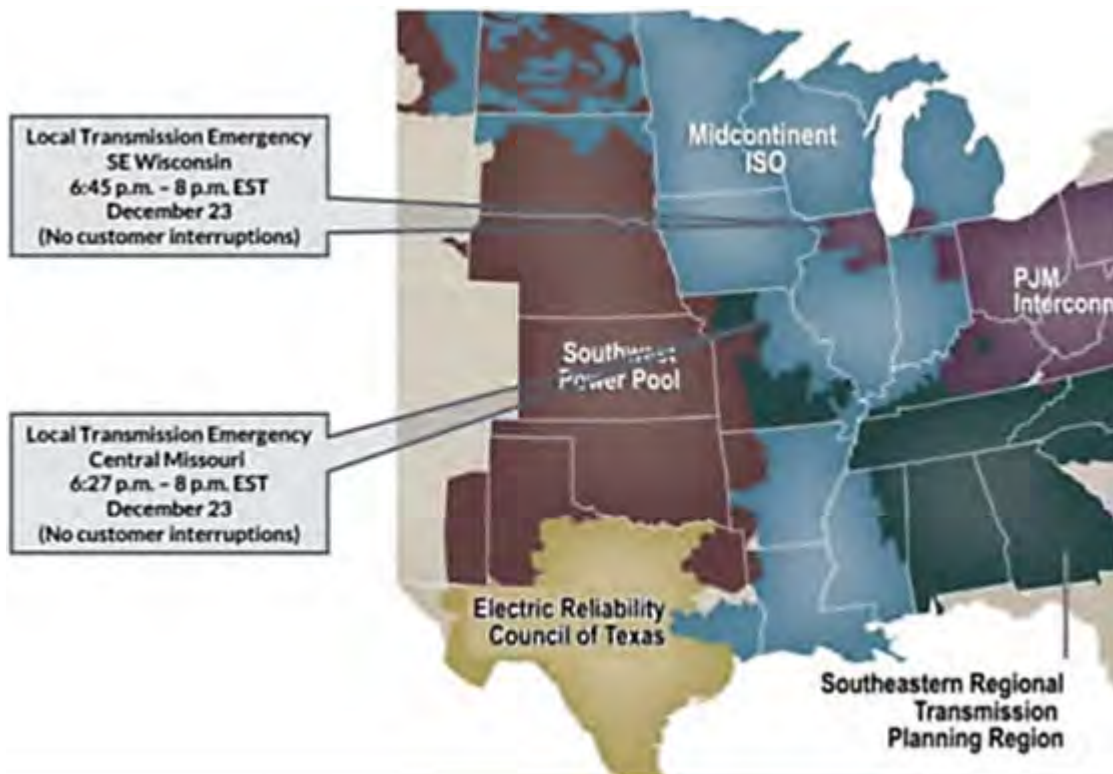 Local Transmission Emergency
SE Wisconsin
6:45 p.m. – 8 p.m. EST
December 23
(No customer interruptions)
Midcontinent
ISO
PJM
Interconn
Southwest
Power Pool
Local Transmission Emergency
Central Missouri
6:27 p.m. – 8 p.m. EST
December 23
(No customer interruptions)
Electric Reliability
Council of Texas
Southeastern Regional
Transmission
Planning Region